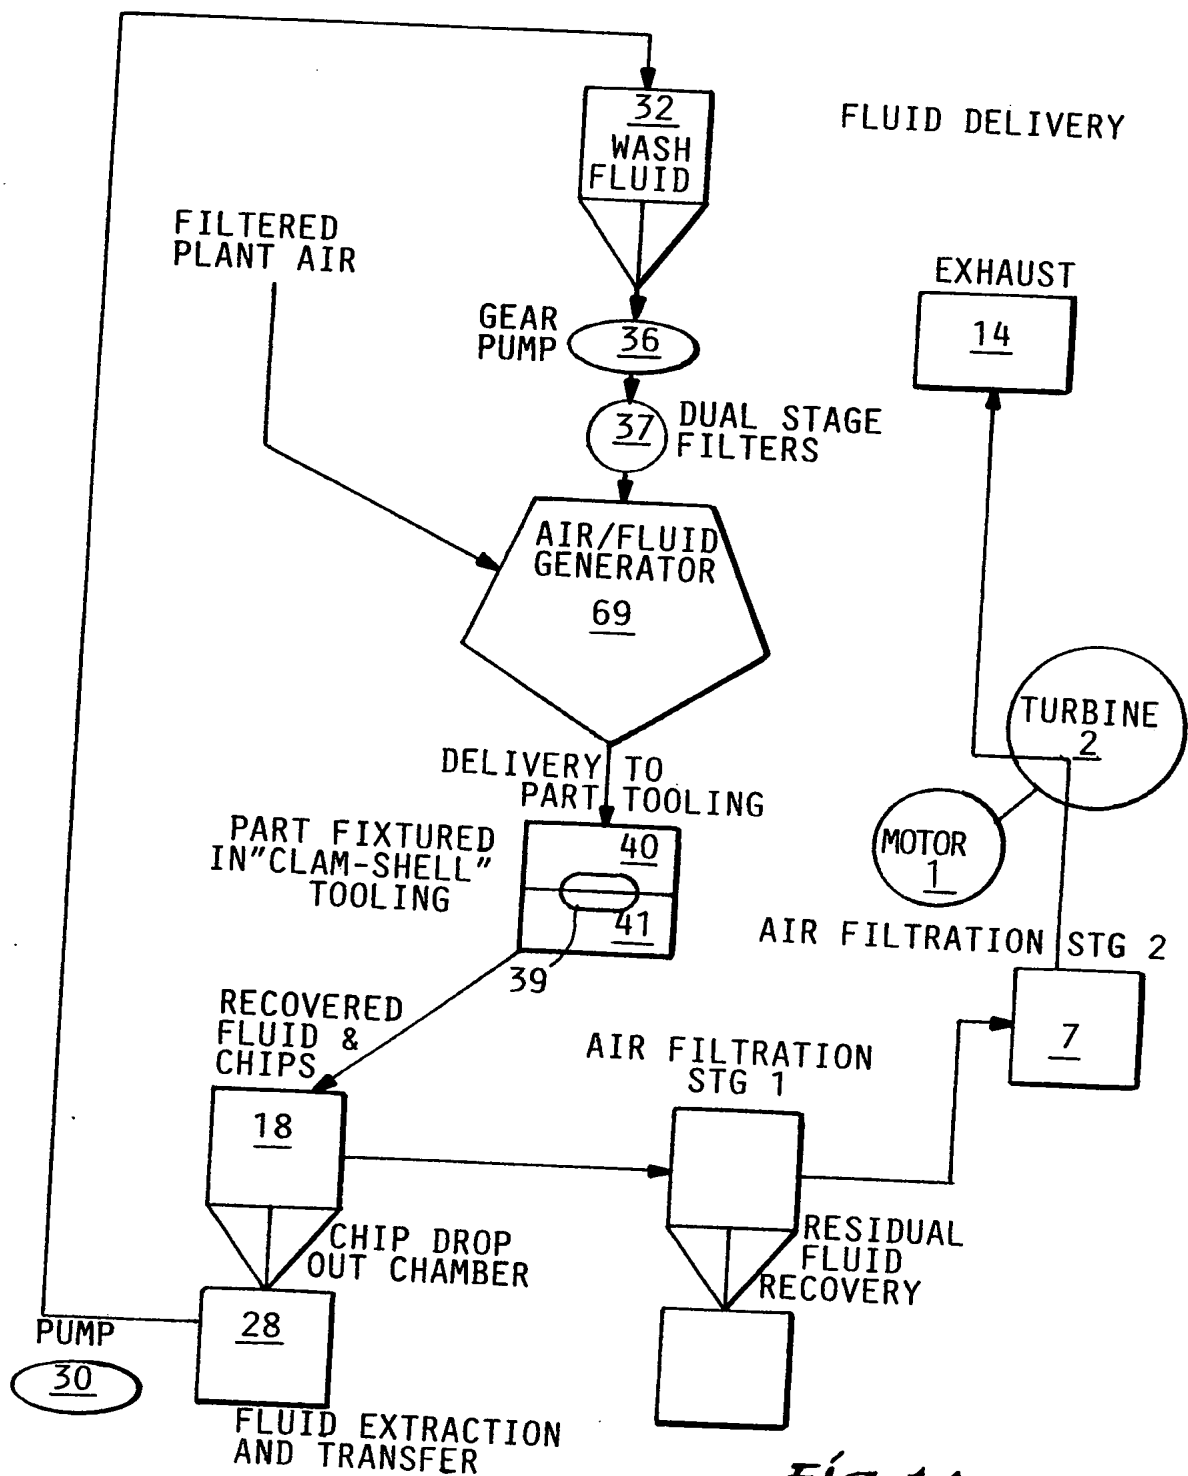 32
WASH
FLUID
FLUID DELIVERY
FILTERED
PLANT AIR
EXHAUST
14
GEAR
PUMP
36
37
DUAL STAGE
FILTERS
AIR/FLUID
GENERATOR
69
TURBINE
2
DELIVERY TO
PART TOOLING
MOTOR
1
PART FIXTURED
IN"CLAM-SHELL"
TOOLING
40
41
39
AIR FILTRATION STG 2
7
RECOVERED
FLUID &
CHIPS
AIR FILTRATION
STG 1
18
CHIP DROP
OUT CHAMBER
RESIDUAL
FLUID
RECOVERY
28
PUMP
30
FLUID EXTRACTION
AND TRANSFER